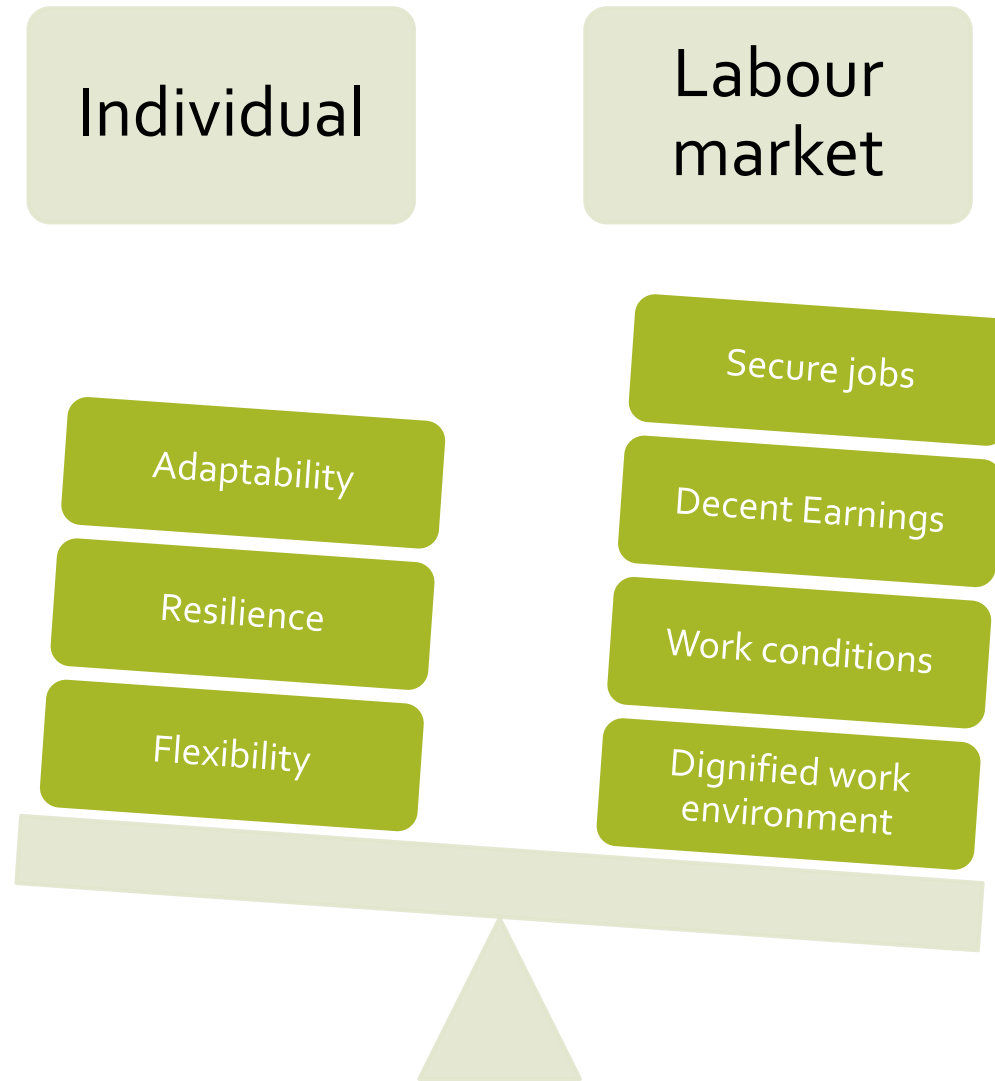 Individual
Labour
market
Adaptability
Resilience
Flexibility
Secure jobs
Decent Earnings
Work conditions
Dignified work
environment